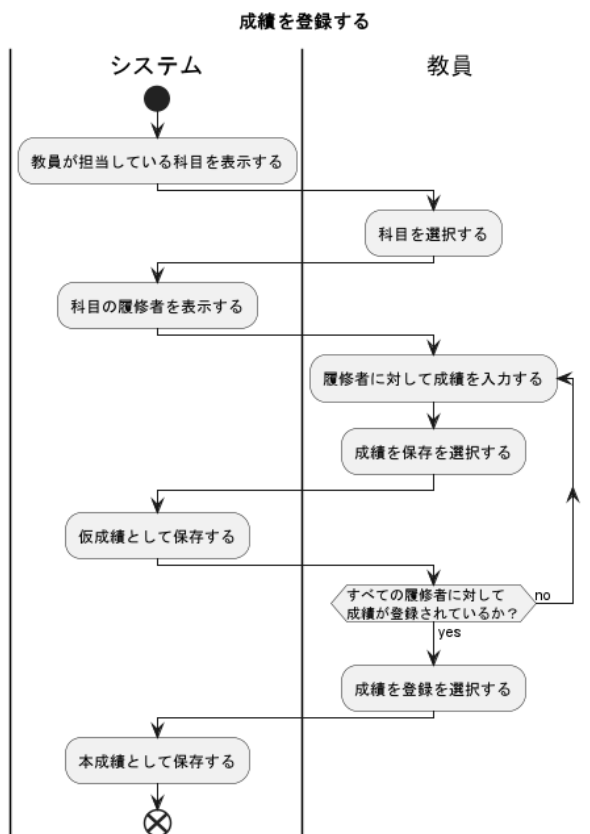 成績を登録する
システム
教員
教員が担当している科目を表示する
科目を選択する
科目の履修者を表示する
履修者に対して成績を入力する
成績を保存を選択する
仮成績として保存する
すべての履修者に対して
成績が登録されているか？
no
yes
成績を登録を選択する
本成績として保存する